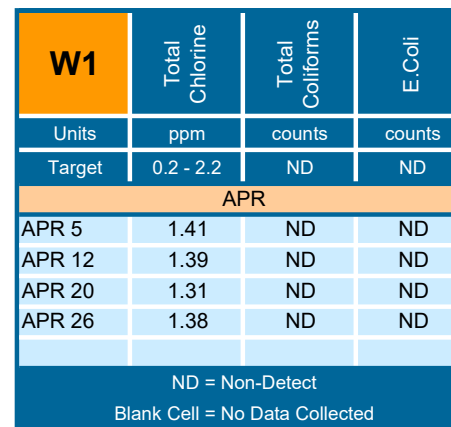 W1 Total Chlorine Total Coliforms E.Coli
Units ppm counts counts
Target 0.2 - 2.2 ND ND
APR
APR 5 1.41 ND ND
APR 12 1.39 ND ND
APR 20 1.31 ND ND
APR 26 1.38 ND ND
ND = Non-Detect
Blank Cell = No Data Collected